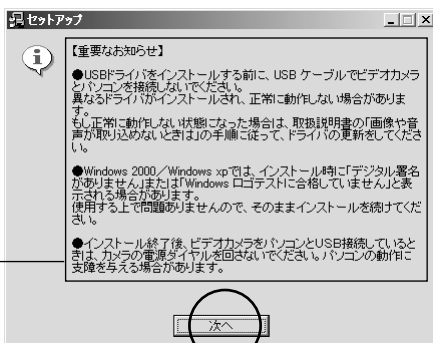 セットアップ
【重要なお知らせ】
●USBドライバをインストールする前に、USB ケーブルでビデオカメラ
とパソコンを接続しないでください。
異なるドライバがインストールされ、正常に動作しない場合がありま
す。
もし正常に動作しない状態になった場合は、取扱説明書の「画像や音
声が取り込めないときは」の手順に従って、ドライバの更新をしてくださ
い。
●Windows 2000／Windows xpでは、インストール時に「デジタル署名
がありません」または「Windows ロゴテストに合格していません」と表
示される場合があります。
使用する上で問題ありませんので、そのままインストールを続けてくだ
さい。
●インストール終了後、ビデオカメラをパソコンとUSB接続していると
きは、カメラの電源ダイヤルを回さないでください。パソコンの動作に
支障を与える場合があります。
次へ